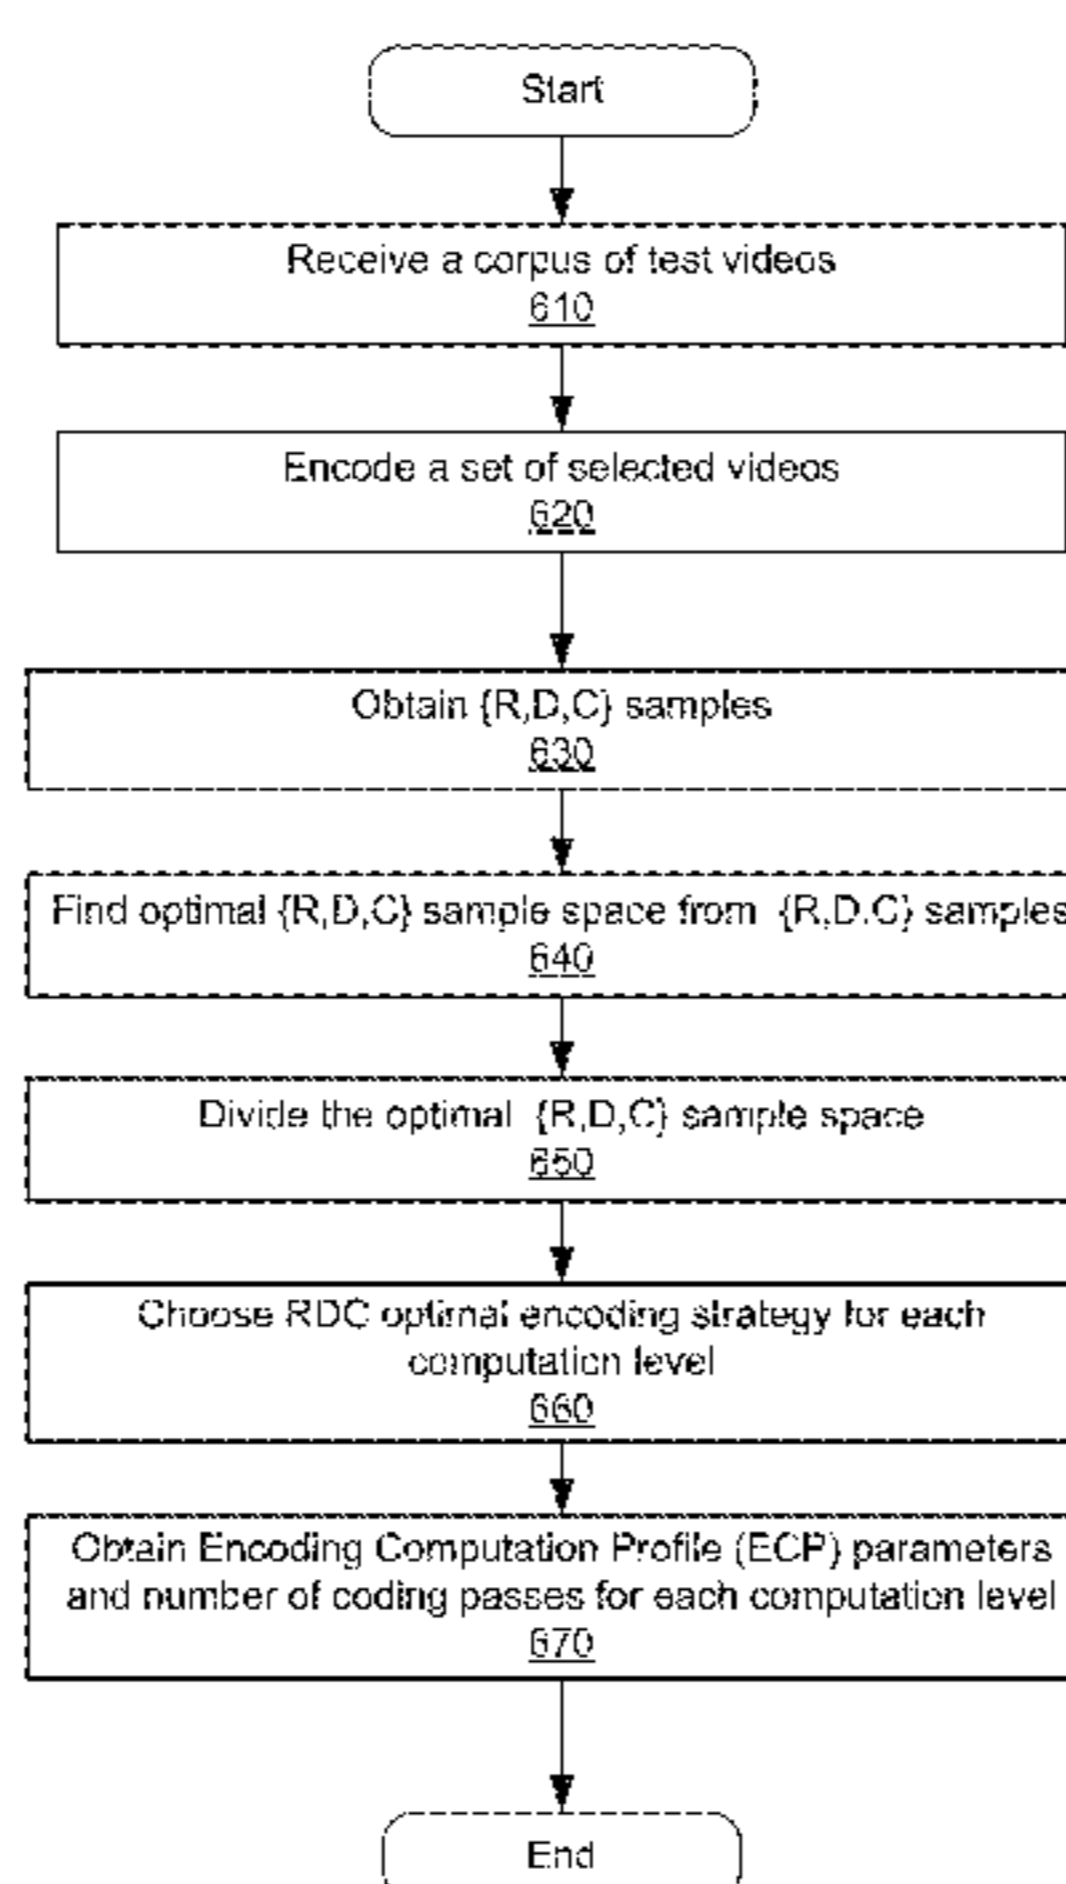 Start
Receive a corpus of test videos
610
Encode a set of selected videos
620
Obtain {R,D,C} samples
630
Find optimal {R,D,C} sample space from {R,D.C} samples
640
Divide the optimal {R,D,C} sample space
650
Choose RDC optimal encoding strategy for each
computation level
660
Obtain Encoding Computation Profile (ECP) parameters
and number of coding passes for each computation level
670
End